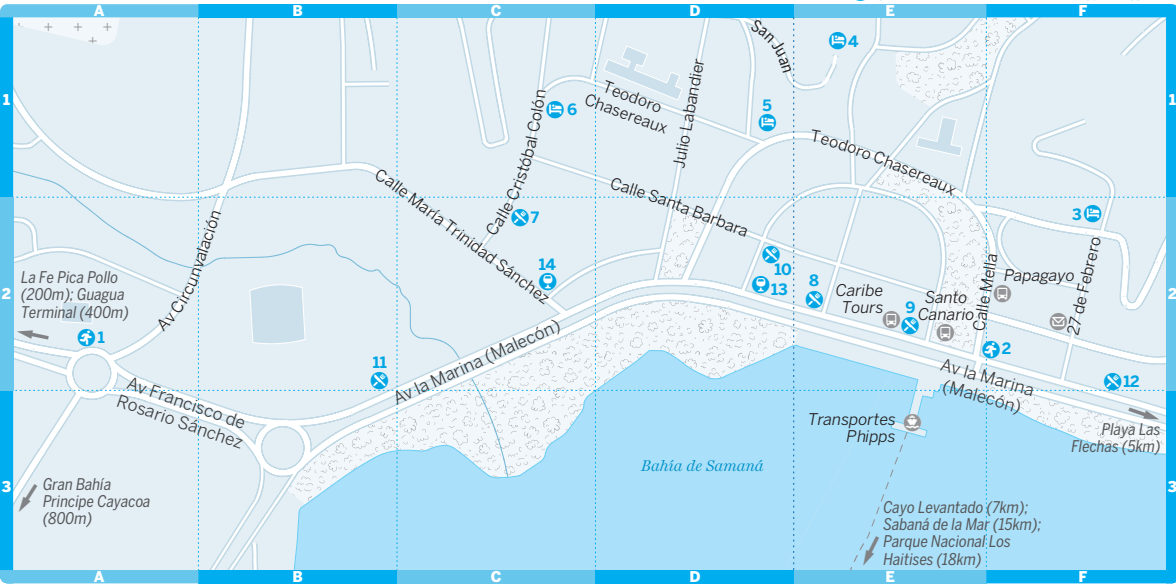 A B C D E F
1
1
2
2
3
3
San Juan
4
5
6
Teodoro
Chasereaux
Julio Labandier
Teodoro Chasereaux
Calle Cristóbal Colón
Calle María Trinidad Sánchez
Calle Santa Barbara
7
3
Av Circunvalación
La Fe Pica Pollo
(200m); Guagua
Terminal (400m)
1
14
10
13
8
Caribe
Tours
9
Santo
Canario
Calle Mella
Papagayo
27 de Febrero
2
11
12
Av la Marina (Malecón)
Av la Marina
(Malecón)
Av Francisco de
Rosario Sánchez
Transportes
Phipps
Playa Las
Flechas (5km)
Bahía de Samaná
Gran Bahía
Principe Cayacoa
(800m)
Cayo Levantado (7km);
Sabaná de la Mar (15km);
Parque Nacional Los
Haitises (18km)
A B C D E F